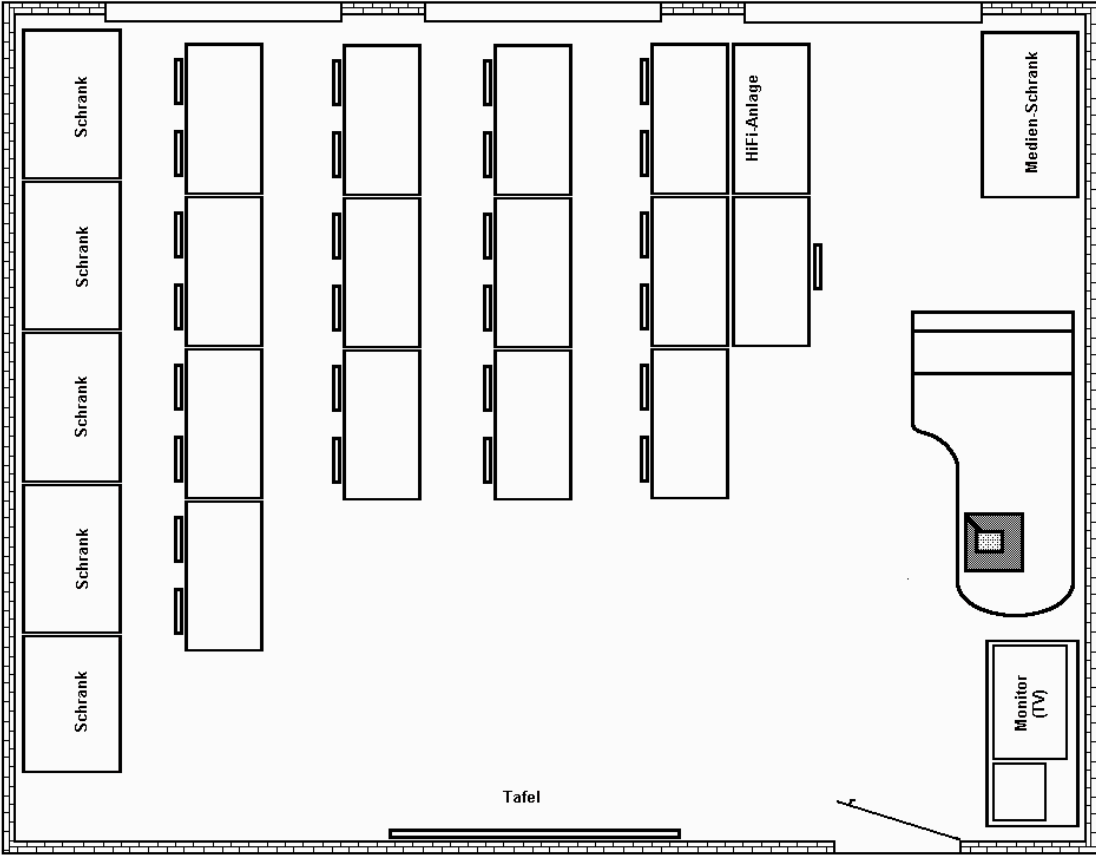 Schrank
HiFi-Anlage
Medien-Schrank
Schrank
Schrank
Schrank
Schrank
Monitor
(TV)
Tafel